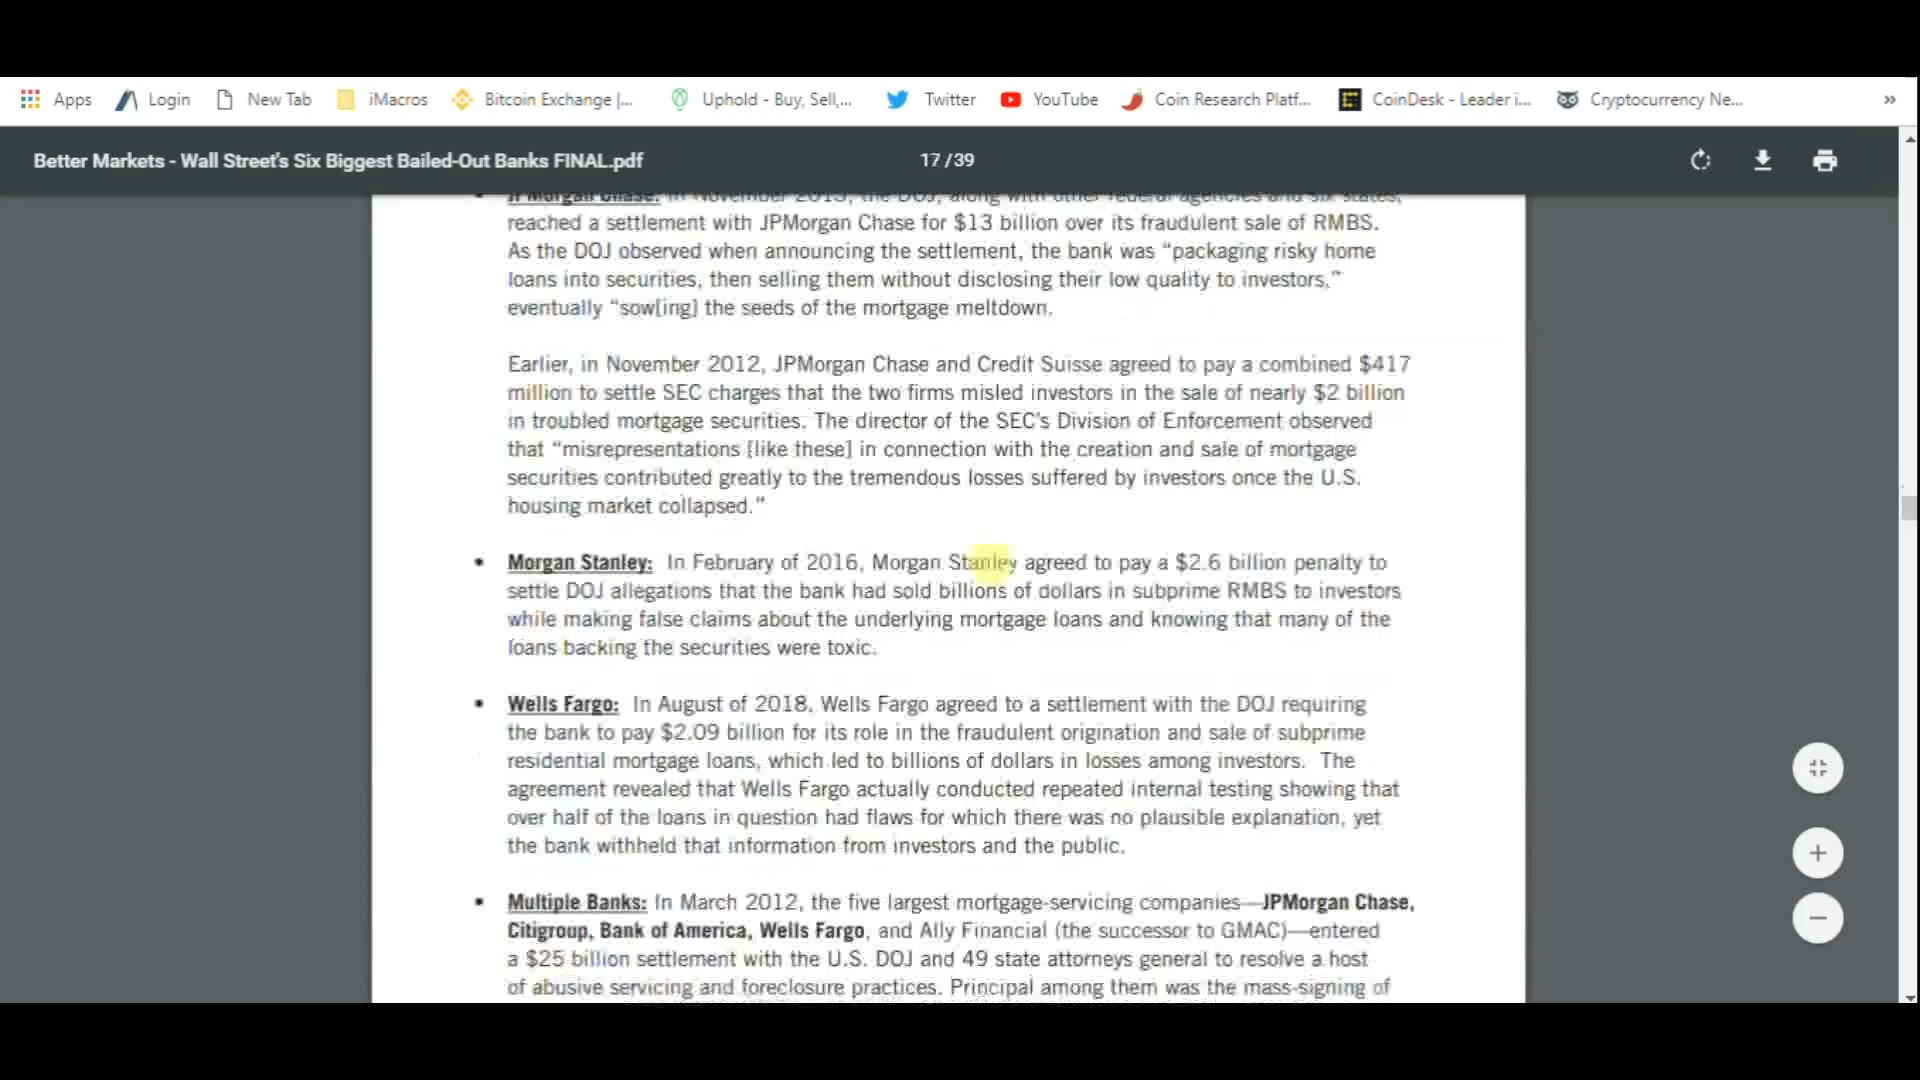 Apps Login New Tab iMacros Bitcoin Exchange |... Uphold - Buy, Sell,... Twitter YouTube Coin Research Platf... CoinDesk - Leader i... Cryptocurrency Ne... »
Better Markets - Wall Street's Six Biggest Bailed-Out Banks FINAL.pdf 17/39
JPMorgan Chase: In November 2013, the DOJ, along with other federal agencies and six states,
reached a settlement with JPMorgan Chase for $13 billion over its fraudulent sale of RMBS.
As the DOJ observed when announcing the settlement, the bank was “packaging risky home
loans into securities, then selling them without disclosing their low quality to investors,”
eventually “sow[ing] the seeds of the mortgage meltdown.
Earlier, in November 2012, JPMorgan Chase and Credit Suisse agreed to pay a combined $417
million to settle SEC charges that the two firms misled investors in the sale of nearly $2 billion
in troubled mortgage securities. The director of the SEC's Division of Enforcement observed
that “misrepresentations [like these] in connection with the creation and sale of mortgage
securities contributed greatly to the tremendous losses suffered by investors once the U.S.
housing market collapsed.”
▪ Morgan Stanley: In February of 2016, Morgan Stanley agreed to pay a $2.6 billion penalty to
settle DOJ allegations that the bank had sold billions of dollars in subprime RMBS to investors
while making false claims about the underlying mortgage loans and knowing that many of the
loans backing the securities were toxic.
▪ Wells Fargo: In August of 2018, Wells Fargo agreed to a settlement with the DOJ requiring
the bank to pay $2.09 billion for its role in the fraudulent origination and sale of subprime
residential mortgage loans, which led to billions of dollars in losses among investors. The
agreement revealed that Wells Fargo actually conducted repeated internal testing showing that
over half of the loans in question had flaws for which there was no plausible explanation, yet
the bank withheld that information from investors and the public.
▪ Multiple Banks: In March 2012, the five largest mortgage-servicing companies—JPMorgan Chase,
Citigroup, Bank of America, Wells Fargo, and Ally Financial (the successor to GMAC)—entered
a $25 billion settlement with the U.S. DOJ and 49 state attorneys general to resolve a host
of abusive servicing and foreclosure practices. Principal among them was the mass-signing of